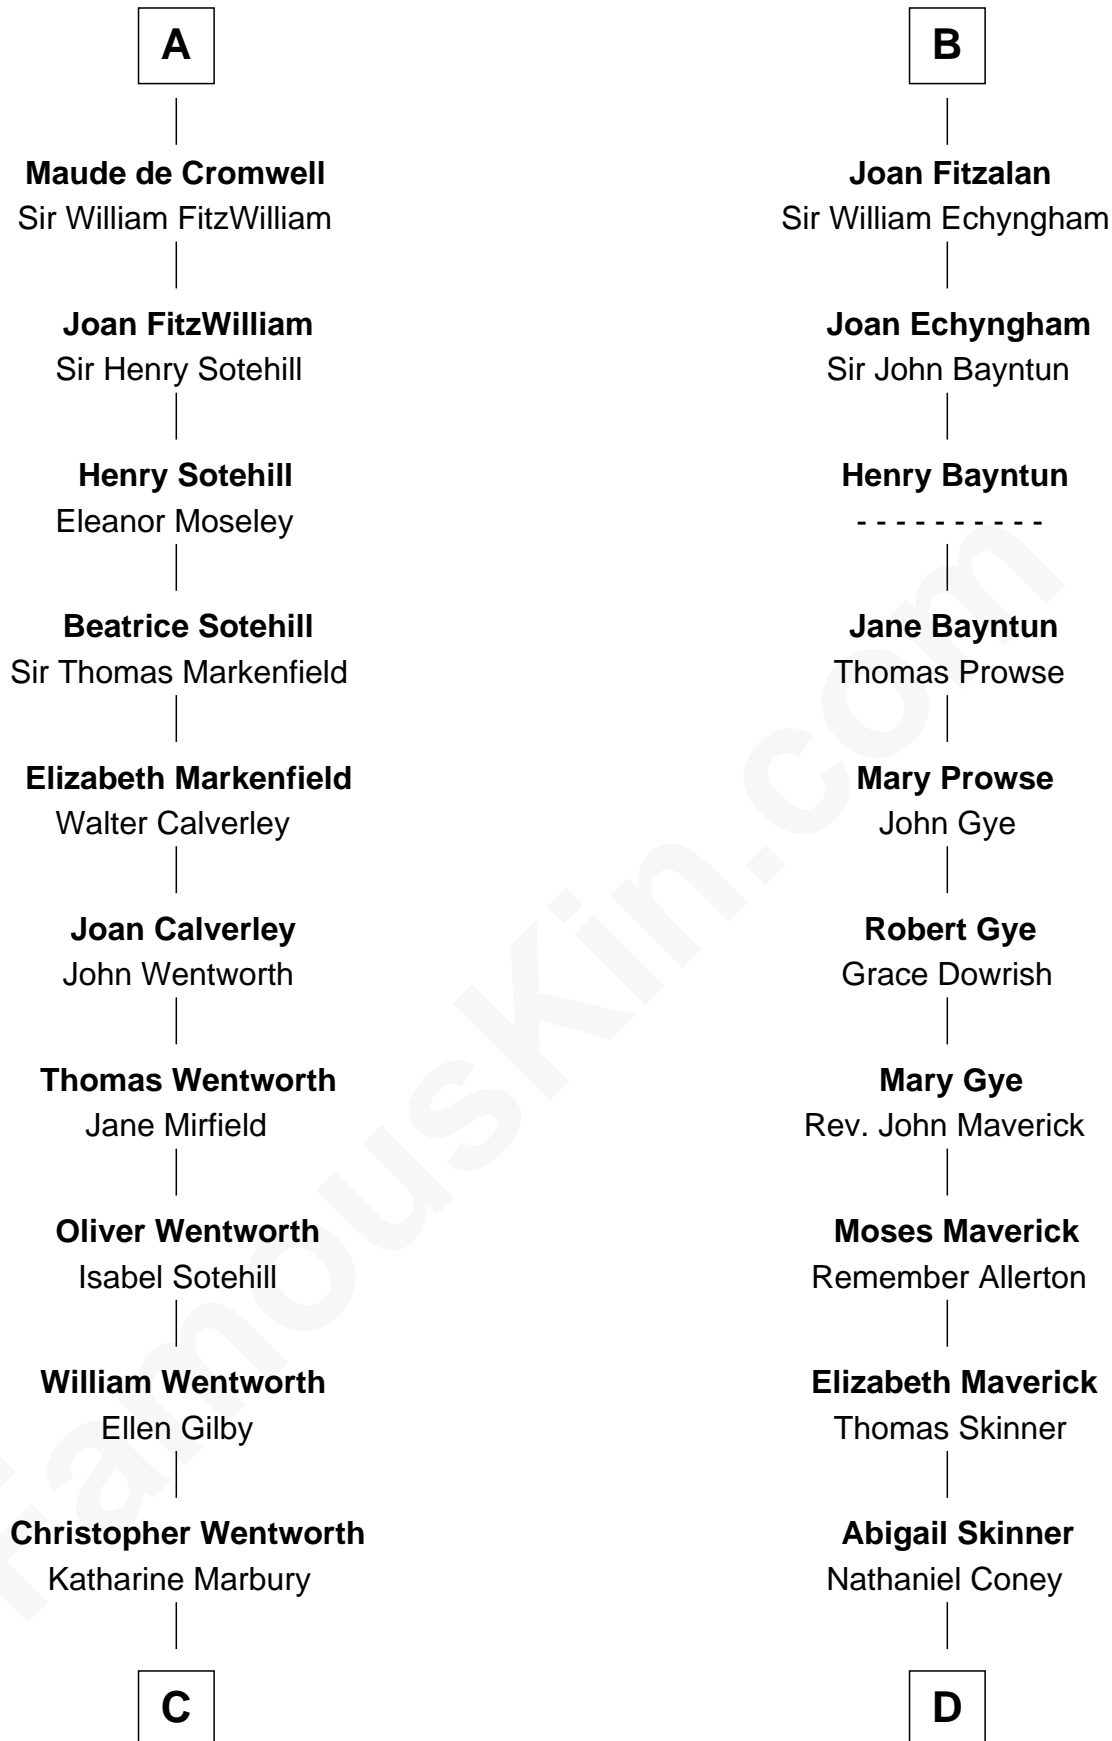 A
Maude de Cromwell
Sir William FitzWilliam
Joan FitzWilliam
Sir Henry Sotehill
Henry Sotehill
Eleanor Moseley
Beatrice Sotehill
Sir Thomas Markenfield
Elizabeth Markenfield
Walter Calverley
Joan Calverley
John Wentworth
Thomas Wentworth
Jane Mirfield
Oliver Wentworth
Isabel Sotehill
William Wentworth
Ellen Gilby
Christopher Wentworth
Katharine Marbury
C
B
Joan Fitzalan
Sir William Echyngham
Joan Echyngham
Sir John Bayntun
Henry Bayntun
- - - - - - - - - -
Jane Bayntun
Thomas Prowse
Mary Prowse
John Gye
Robert Gye
Grace Dowrish
Mary Gye
Rev. John Maverick
Moses Maverick
Remember Allerton
Elizabeth Maverick
Thomas Skinner
Abigail Skinner
Nathaniel Coney
D
FamousKin.com